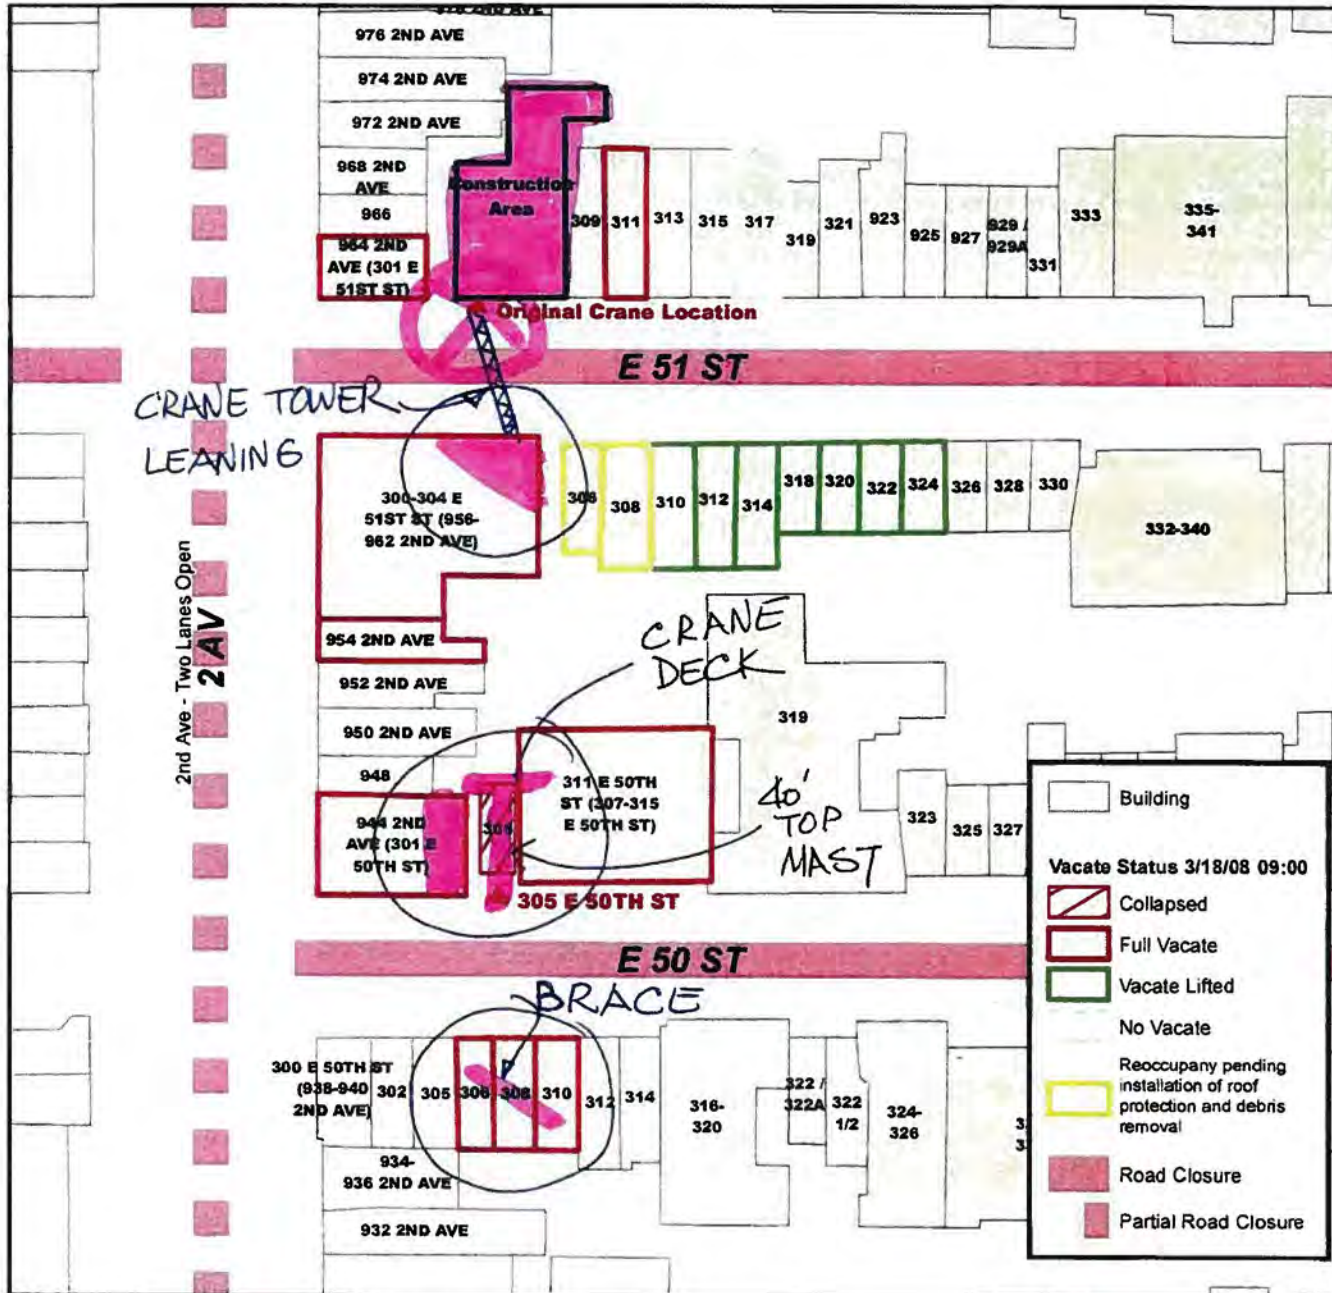 976 2ND AVE
974 2ND AVE
972 2ND AVE
968 2ND
AVE
966
964 2ND
AVE (301 E
51ST ST)
Construction
Area
309
311
313
315
317
319
321
923
925
927
929 /
929A
331
333
335-
341
Original Crane Location
E 51 ST
CRANE TOWER
LEANING
300-304 E
51ST ST (956-
962 2ND AVE)
306
308
310
312
314
318
320
322
324
326
328
330
332-340
2nd Ave - Two Lanes Open
2 AV
954 2ND AVE
952 2ND AVE
950 2ND AVE
948
944 2ND
AVE (301 E
50TH ST)
CRANE
DECK
311 E 50TH
ST (307-315
E 50TH ST)
319
40'
TOP
MAST
323
325
327
305 E 50TH ST
E 50 ST
BRACE
300 E 50TH ST
(938-940
2ND AVE)
302
305
306
308
310
312
314
316-
320
322 /
322A
322
1/2
324-
326
934-
936 2ND AVE
932 2ND AVE
Building
Vacate Status 3/18/08 09:00
Collapsed
Full Vacate
Vacate Lifted
No Vacate
Reoccupany pending
installation of roof
protection and debris
removal
Road Closure
Partial Road Closure